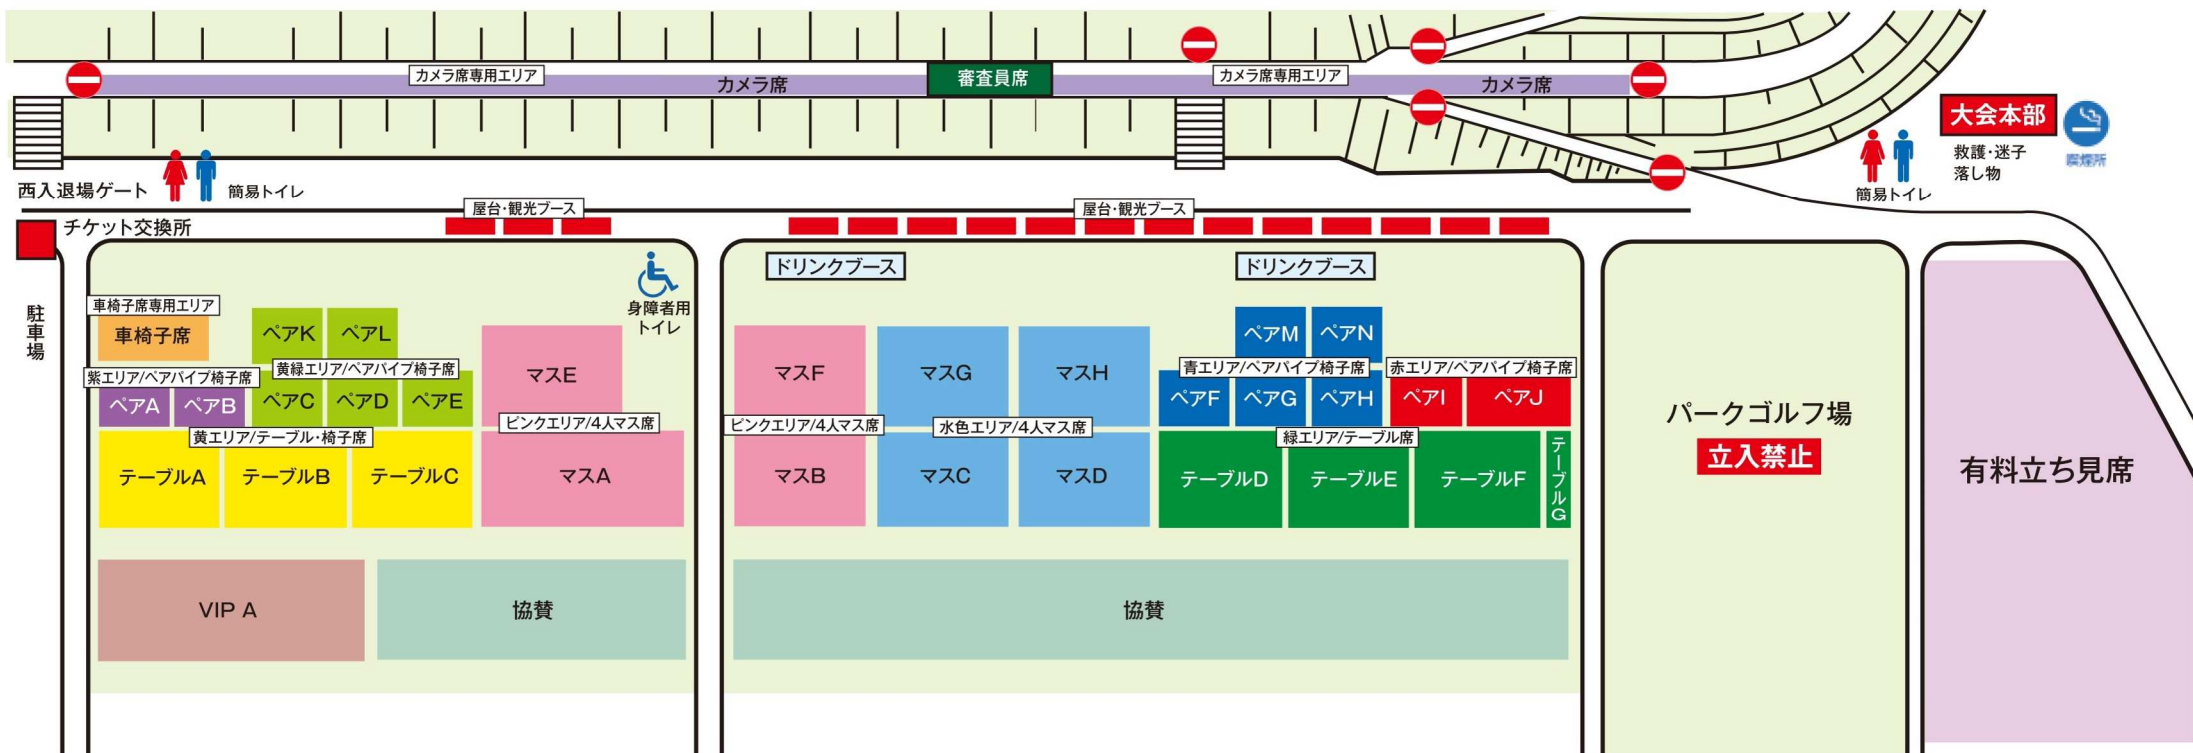 カメラ席専用エリア
カメラ席
審査員席
カメラ席専用エリア
カメラ席
大会本部
救護・迷子
落し物
喫煙所
西入退場ゲート
簡易トイレ
簡易トイレ
チケット交換所
屋台・観光ブース
屋台・観光ブース
駐車場
身障者用
トイレ
ドリンクブース
ドリンクブース
車椅子席専用エリア
車椅子席
ペアK
ペアL
紫エリア/ペアパイプ椅子席
黄緑エリア/ペアパイプ椅子席
ペアA
ペアB
ペアC
ペアD
ペアE
マスE
黄エリア/テーブル・椅子席
ピンクエリア/4人マス席
テーブルA
テーブルB
テーブルC
マスA
VIP A
協賛
マスF
マスG
マスH
ペアM
ペアN
青エリア/ペアパイプ椅子席
赤エリア/ペアパイプ椅子席
ペアF
ペアG
ペアH
ペアI
ペアJ
ピンクエリア/4人マス席
水色エリア/4人マス席
緑エリア/テーブル席
マスB
マスC
マスD
テーブルD
テーブルE
テーブルF
テーブルG
協賛
パークゴルフ場
立入禁止
有料立ち見席